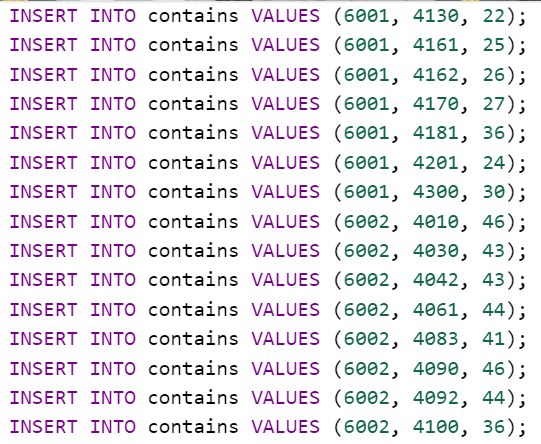 INSERT INTO contains VALUES (6001, 4130, 22);
INSERT INTO contains VALUES (6001, 4161, 25);
INSERT INTO contains VALUES (6001, 4162, 26);
INSERT INTO contains VALUES (6001, 4170, 27);
INSERT INTO contains VALUES (6001, 4181, 36);
INSERT INTO contains VALUES (6001, 4201, 24);
INSERT INTO contains VALUES (6001, 4300, 30);
INSERT INTO contains VALUES (6002, 4010, 46);
INSERT INTO contains VALUES (6002, 4030, 43);
INSERT INTO contains VALUES (6002, 4042, 43);
INSERT INTO contains VALUES (6002, 4061, 44);
INSERT INTO contains VALUES (6002, 4083, 41);
INSERT INTO contains VALUES (6002, 4090, 46);
INSERT INTO contains VALUES (6002, 4092, 44);
INSERT INTO contains VALUES (6002, 4100, 36);